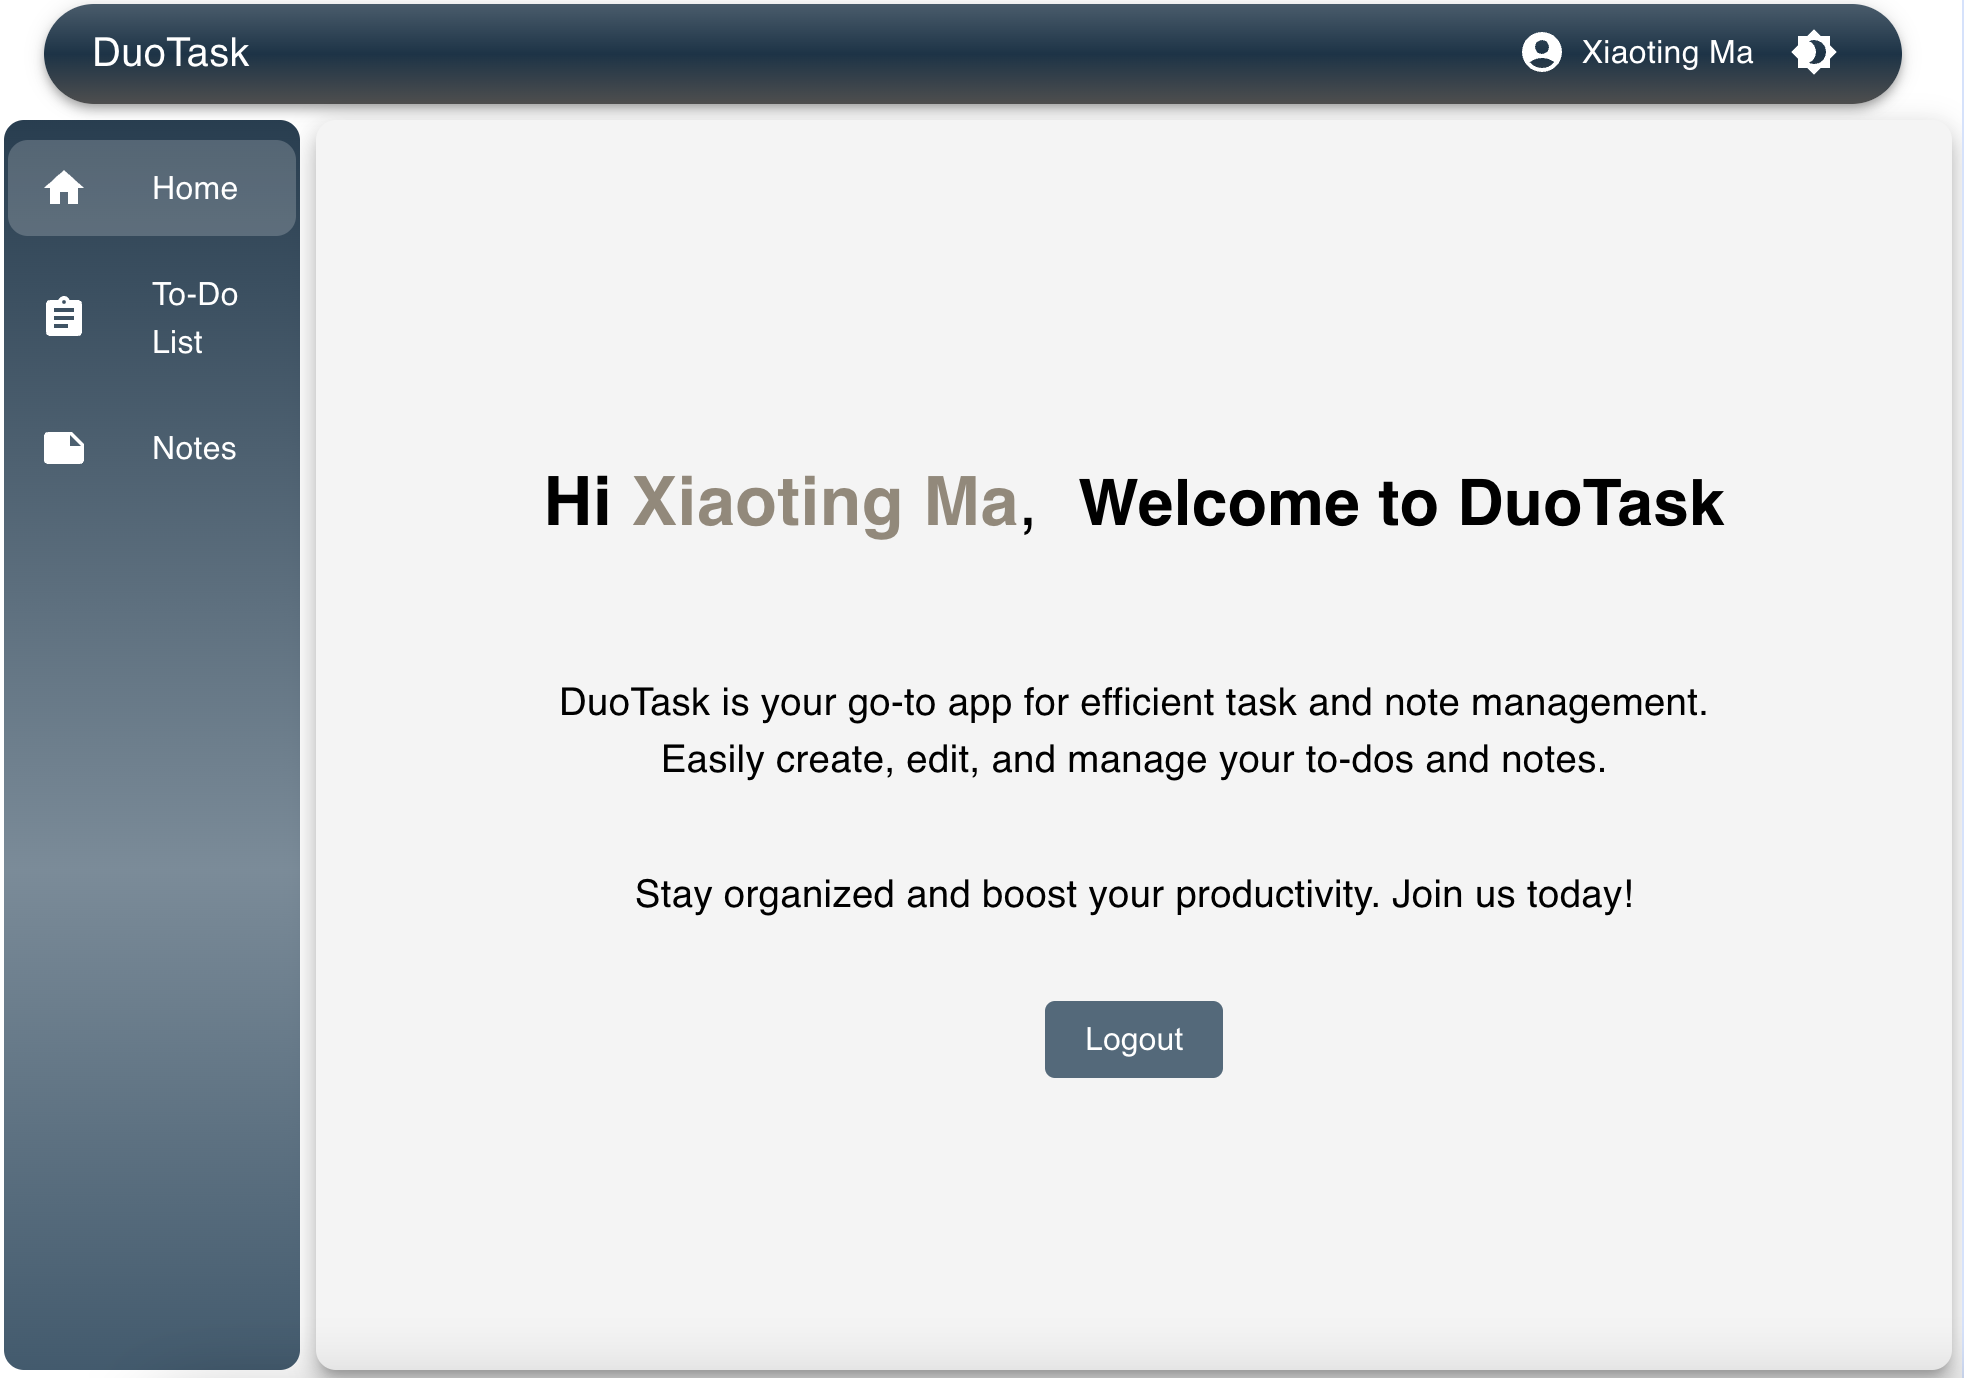 DuoTask
Xiaoting Ma
Home
To-Do
List
Notes
Hi Xiaoting Ma, Welcome to DuoTask
DuoTask is your go-to app for efficient task and note management.
Easily create, edit, and manage your to-dos and notes.
Stay organized and boost your productivity. Join us today!
Logout